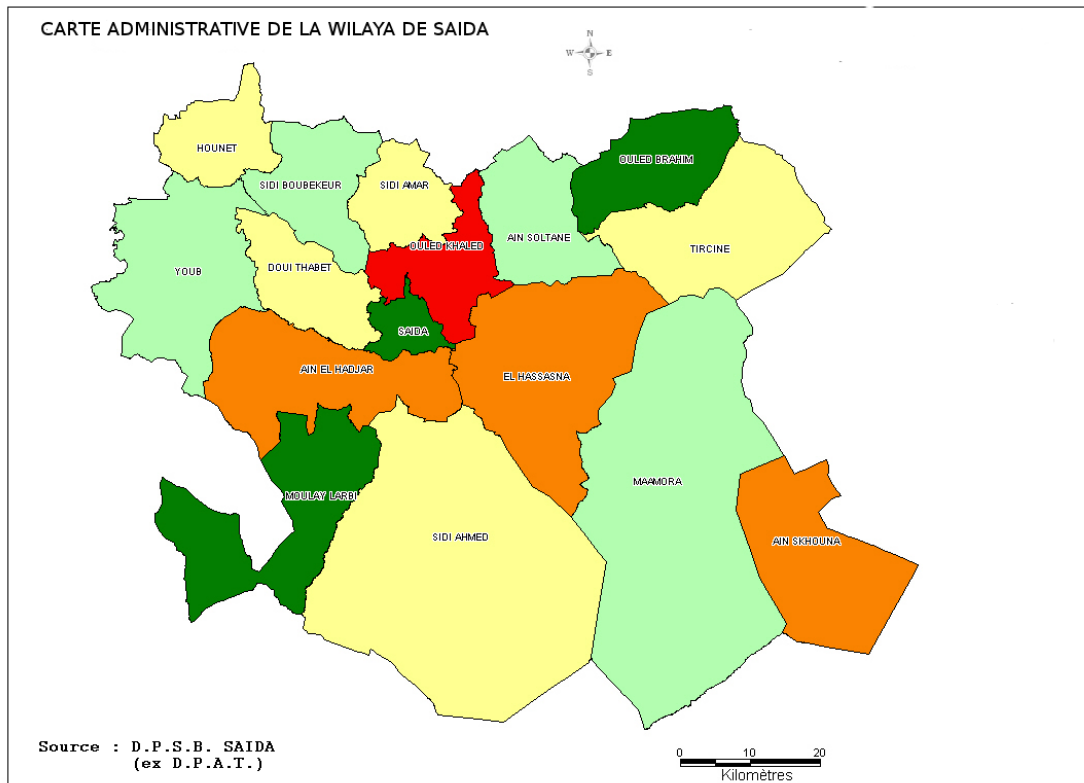 CARTE ADMINISTRATIVE DE LA WILAYA DE SAIDA
N
W E
S
HOUNET
SIDI BOUBEKEUR
SIDI AMAR
OULED BRAHIM
AIN SOLTANE
OULED KHALED
TIRCINE
YOUB
DOUI THABET
SAIDA
AIN EL HADJAR
EL HASSASNA
MAAMORA
MOULAY LARBI
SIDI AHMED
AIN SKHOUNA
Source : D.P.S.B. SAIDA
(ex D.P.A.T.)
0 10 20
Kilomètres